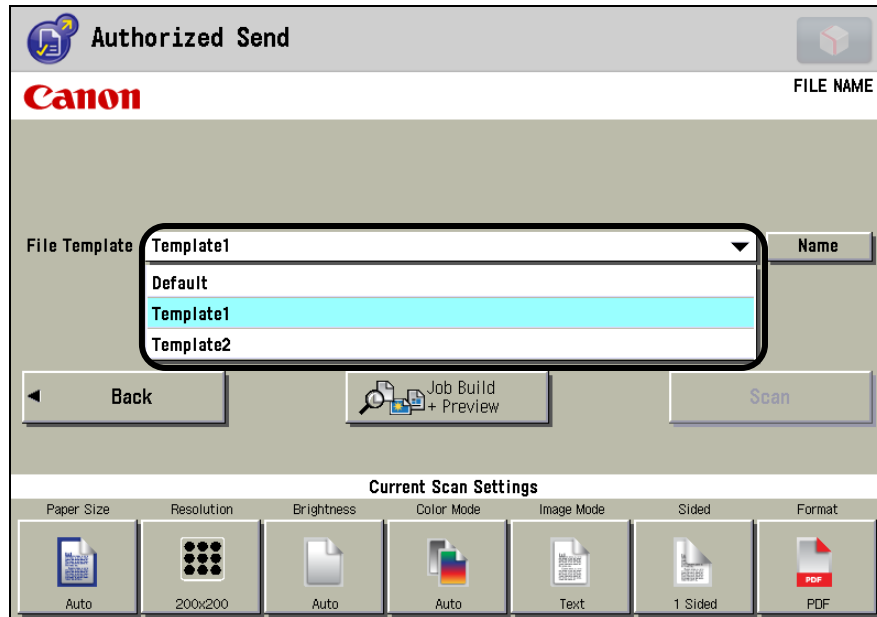 Authorized Send
Canon
FILE NAME
File Template
Template1
Name
Default
Template1
Template2
Back
Job Build
+ Preview
Scan
Current Scan Settings
Paper Size Resolution Brightness Color Mode Image Mode Sided Format
PDF
Auto 200x200 Auto Auto Text 1 Sided PDF